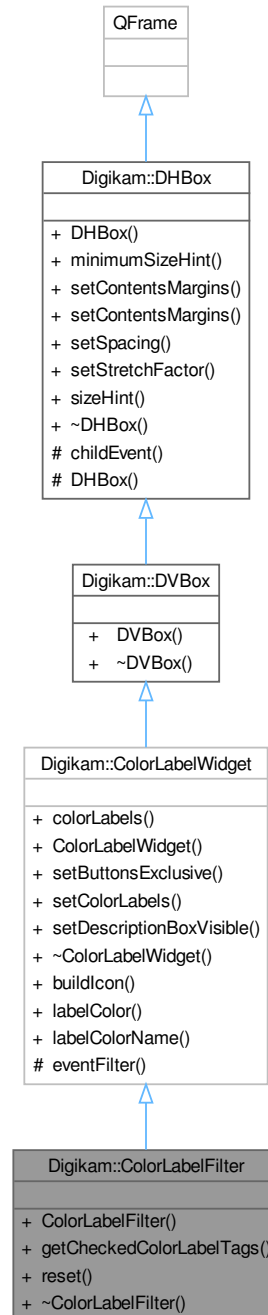 QFrame
Digikam::DHBox
+ DHBox()
+ minimumSizeHint()
+ setContentsMargins()
+ setContentsMargins()
+ setSpacing()
+ setStretchFactor()
+ sizeHint()
+ ~DHBox()
# childEvent()
# DHBox()
Digikam::DVBox
+ DVBox()
+ ~DVBox()
Digikam::ColorLabelWidget
+ colorLabels()
+ ColorLabelWidget()
+ setButtonsExclusive()
+ setColorLabels()
+ setDescriptionBoxVisible()
+ ~ColorLabelWidget()
+ buildIcon()
+ labelColor()
+ labelColorName()
# eventFilter()
Digikam::ColorLabelFilter
+ ColorLabelFilter()
+ getCheckedColorLabelTags()
+ reset()
+ ~ColorLabelFilter()